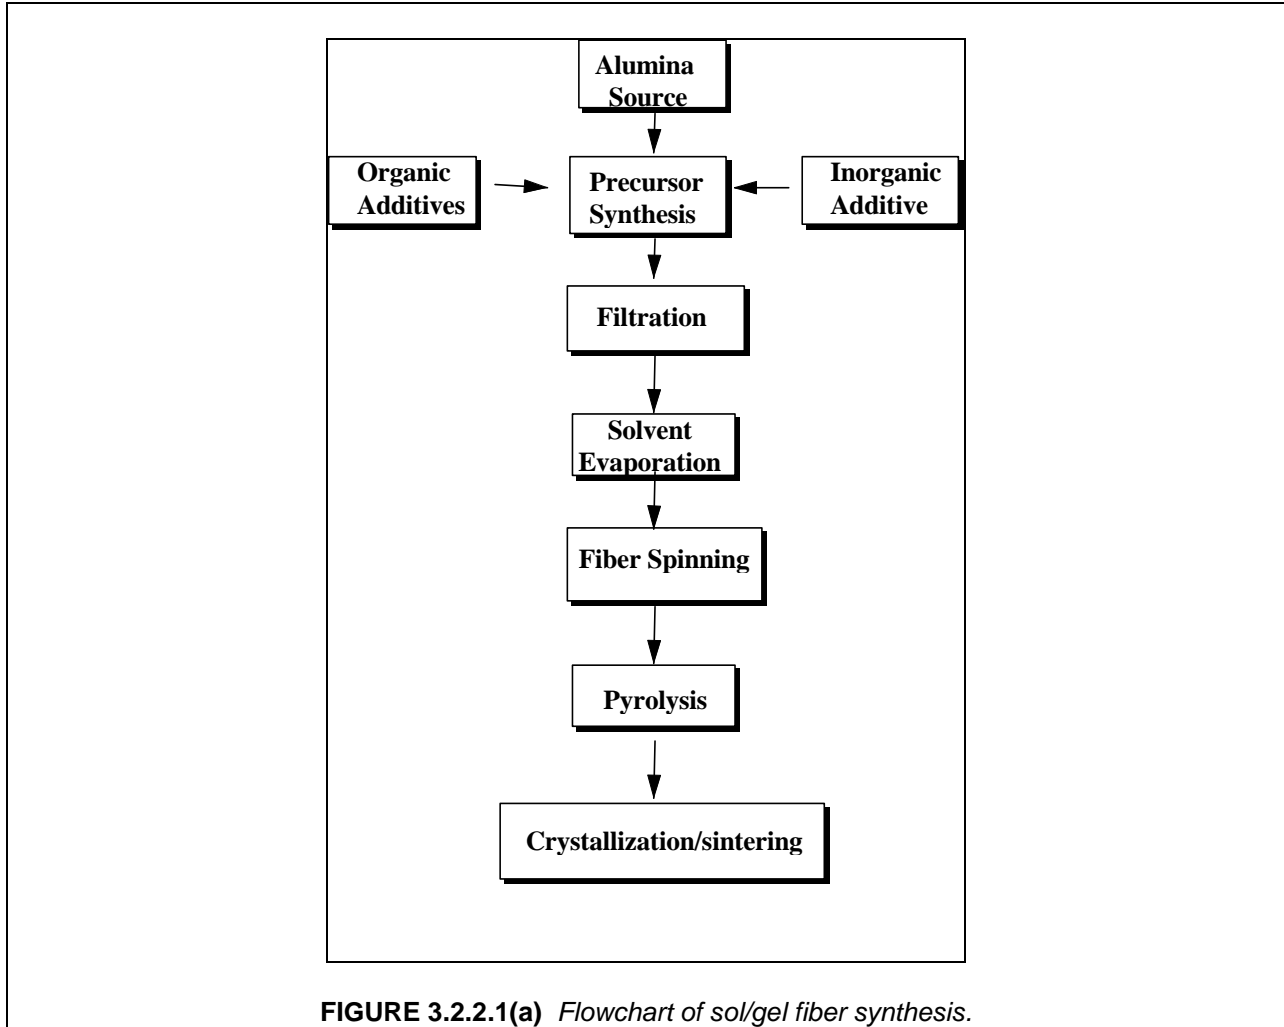 Alumina
Source
Organic
Additives
Precursor
Synthesis
Inorganic
Additive
Filtration
Solvent
Evaporation
Fiber Spinning
Pyrolysis
Crystallization/sintering
FIGURE 3.2.2.1(a) Flowchart of sol/gel fiber synthesis.